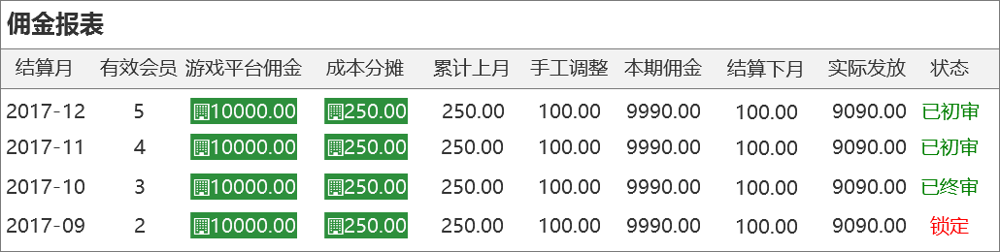 佣金报表
结算月 有效会员 游戏平台佣金 成本分摊 累计上月 手工调整 本期佣金 结算下月 实际发放 状态
2017-12 5 10000.00 250.00 250.00 100.00 9990.00 100.00 9090.00 已初审
2017-11 4 10000.00 250.00 250.00 100.00 9990.00 100.00 9090.00 已初审
2017-10 3 10000.00 250.00 250.00 100.00 9990.00 100.00 9090.00 已终审
2017-09 2 10000.00 250.00 250.00 100.00 9990.00 100.00 9090.00 锁定